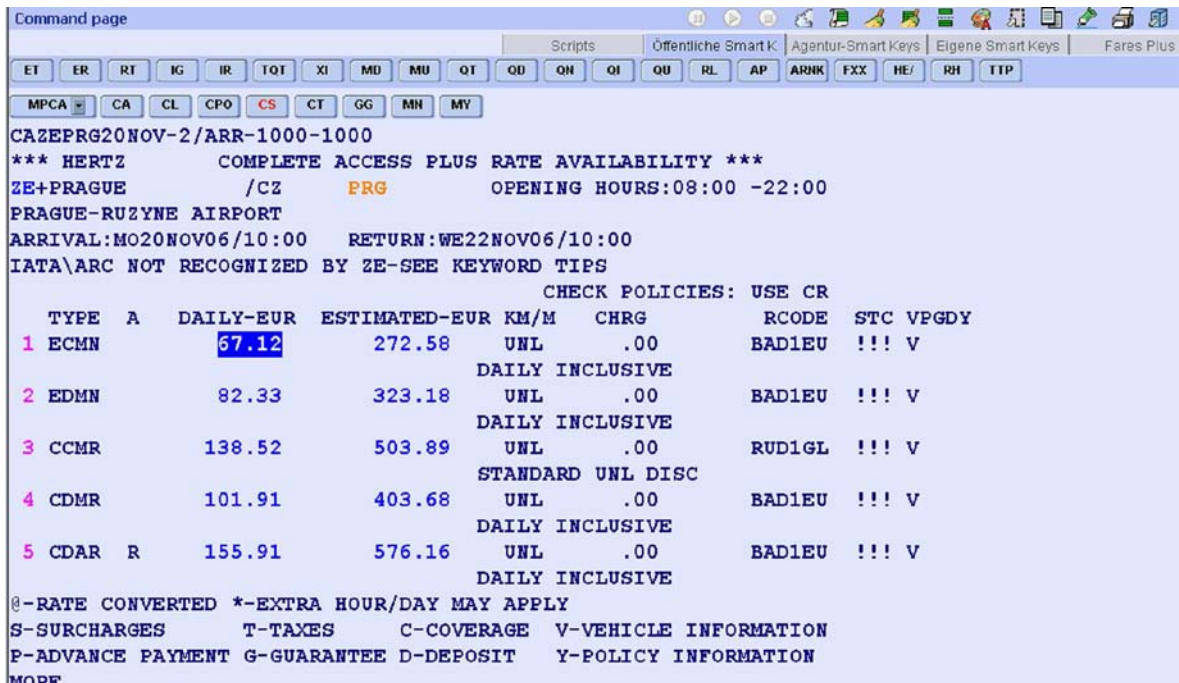 Command page
Scripts Öffentliche Smart K Agentur-Smart Keys Eigene Smart Keys Fares Plus
ET ER RT IG IR TQT XI MD MU QT QD QN QI QU RL AP ARNK FXX HE/ RH TTP
MPCA CA CL CPO CS CT GG MN MY
CAZEPRG20NOV-2/ARR-1000-1000
*** HERTZ COMPLETE ACCESS PLUS RATE AVAILABILITY ***
ZE+PRAGUE /CZ PRG OPENING HOURS:08:00 -22:00
PRAGUE-RUZYNE AIRPORT
ARRIVAL:MO20NOV06/10:00 RETURN:WE22NOV06/10:00
IATA\ARC NOT RECOGNIZED BY ZE-SEE KEYWORD TIPS
CHECK POLICIES: USE CR
TYPE A DAILY-EUR ESTIMATED-EUR KM/M CHRG RCODE STC VPGDY
1 ECMN 67.12 272.58 UNL .00 BAD1EU !!! V
DAILY INCLUSIVE
2 EDMN 82.33 323.18 UNL .00 BAD1EU !!! V
DAILY INCLUSIVE
3 CCMR 138.52 503.89 UNL .00 RUD1GL !!! V
STANDARD UNL DISC
4 CDMR 101.91 403.68 UNL .00 BAD1EU !!! V
DAILY INCLUSIVE
5 CDAR R 155.91 576.16 UNL .00 BAD1EU !!! V
DAILY INCLUSIVE
@-RATE CONVERTED *-EXTRA HOUR/DAY MAY APPLY
S-SURCHARGES T-TAXES C-COVERAGE V-VEHICLE INFORMATION
P-ADVANCE PAYMENT G-GUARANTEE D-DEPOSIT Y-POLICY INFORMATION
MORE